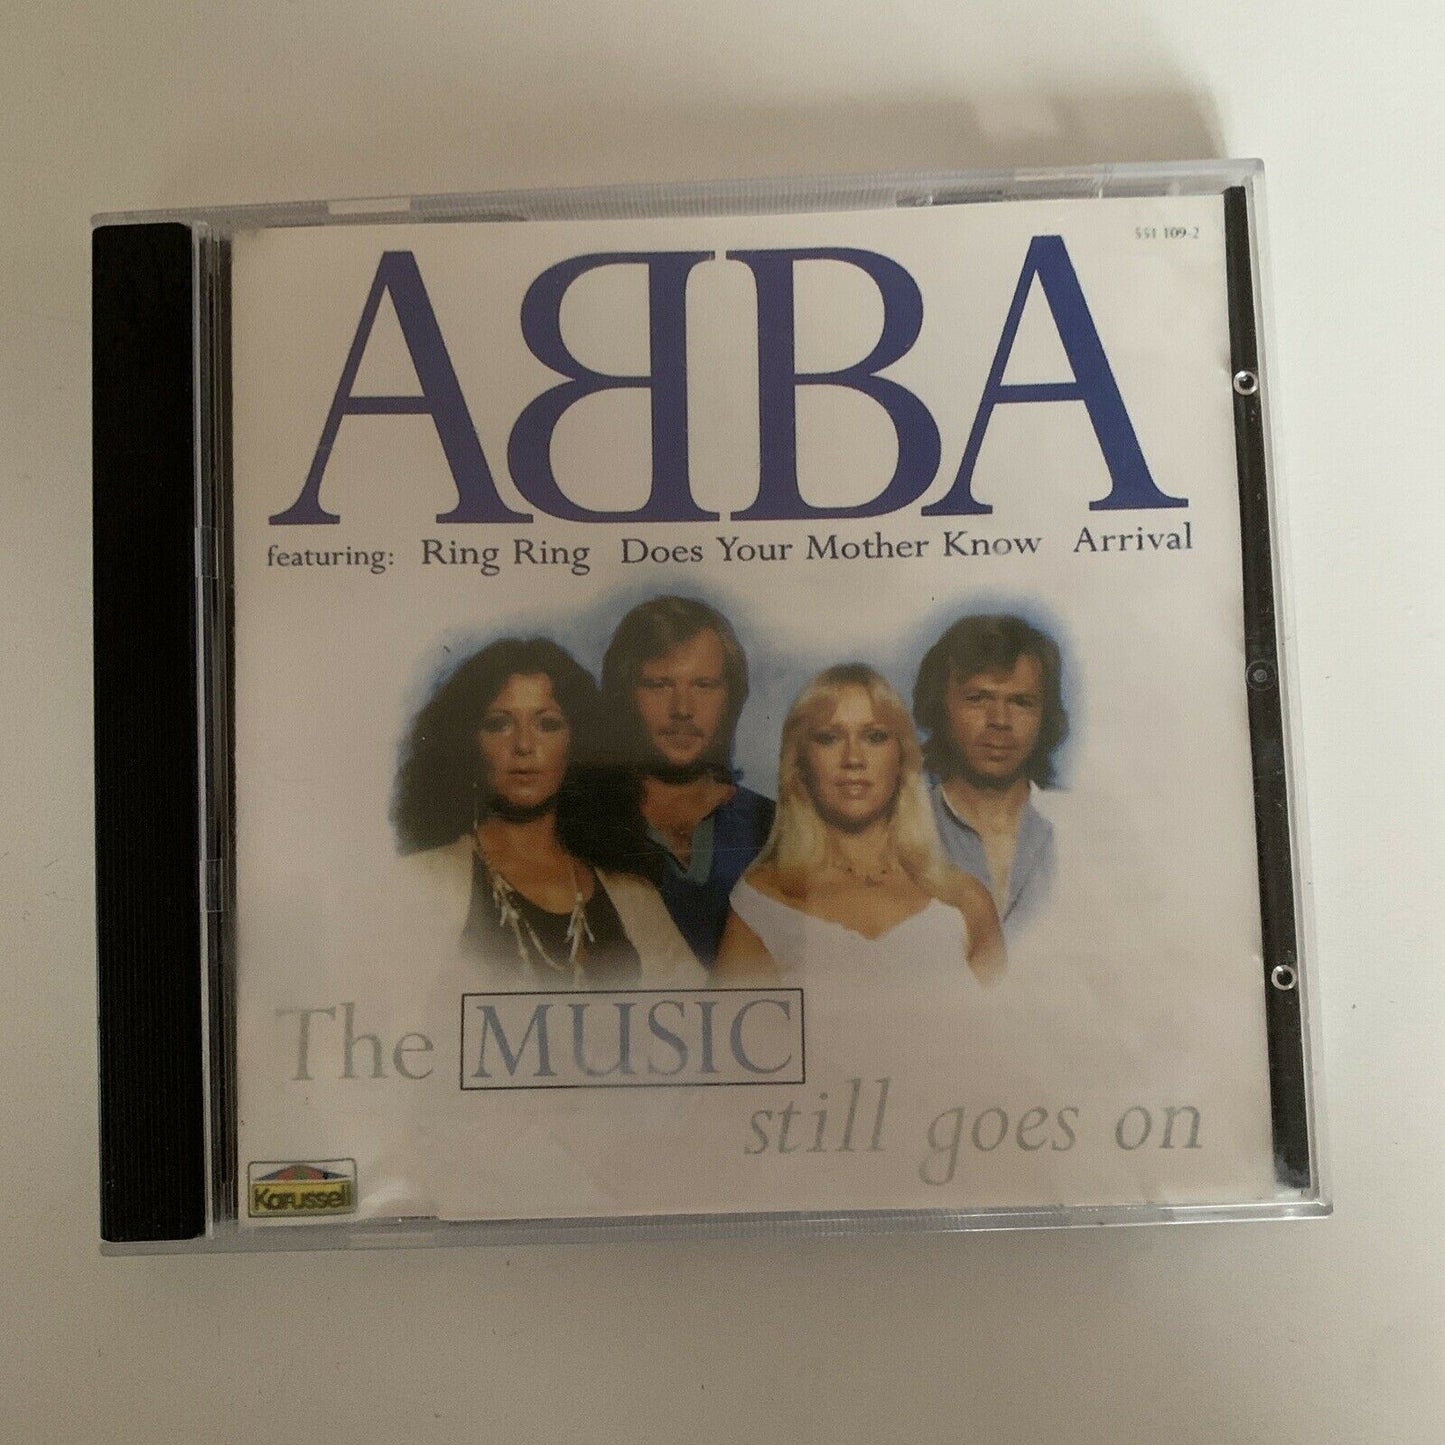 551 109-2
ABBA
featuring: Ring Ring Does Your Mother Know Arrival
The MUSIC
still goes on
Karussell